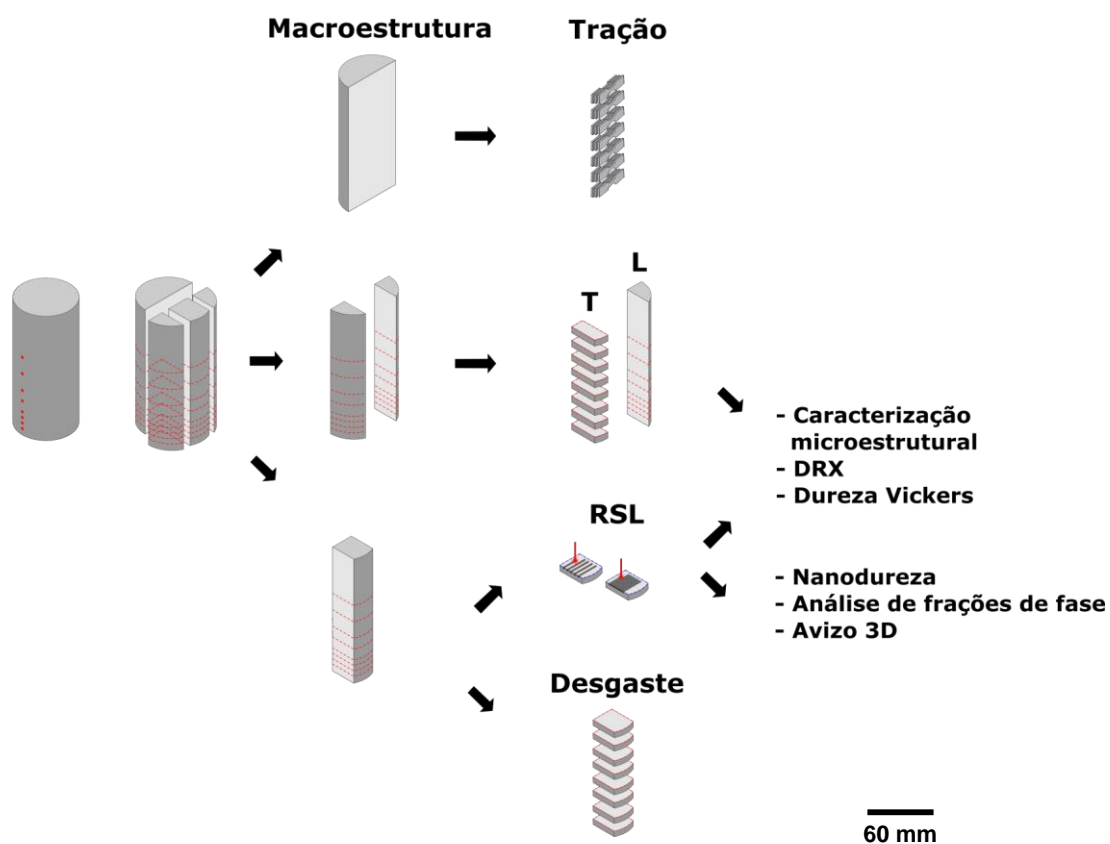 Macroestrutura
Tração
L
T
- Caracterização
microestrutural
- DRX
- Dureza Vickers
RSL
- Nanodureza
- Análise de frações de fase
- Avizo 3D
Desgaste
60 mm